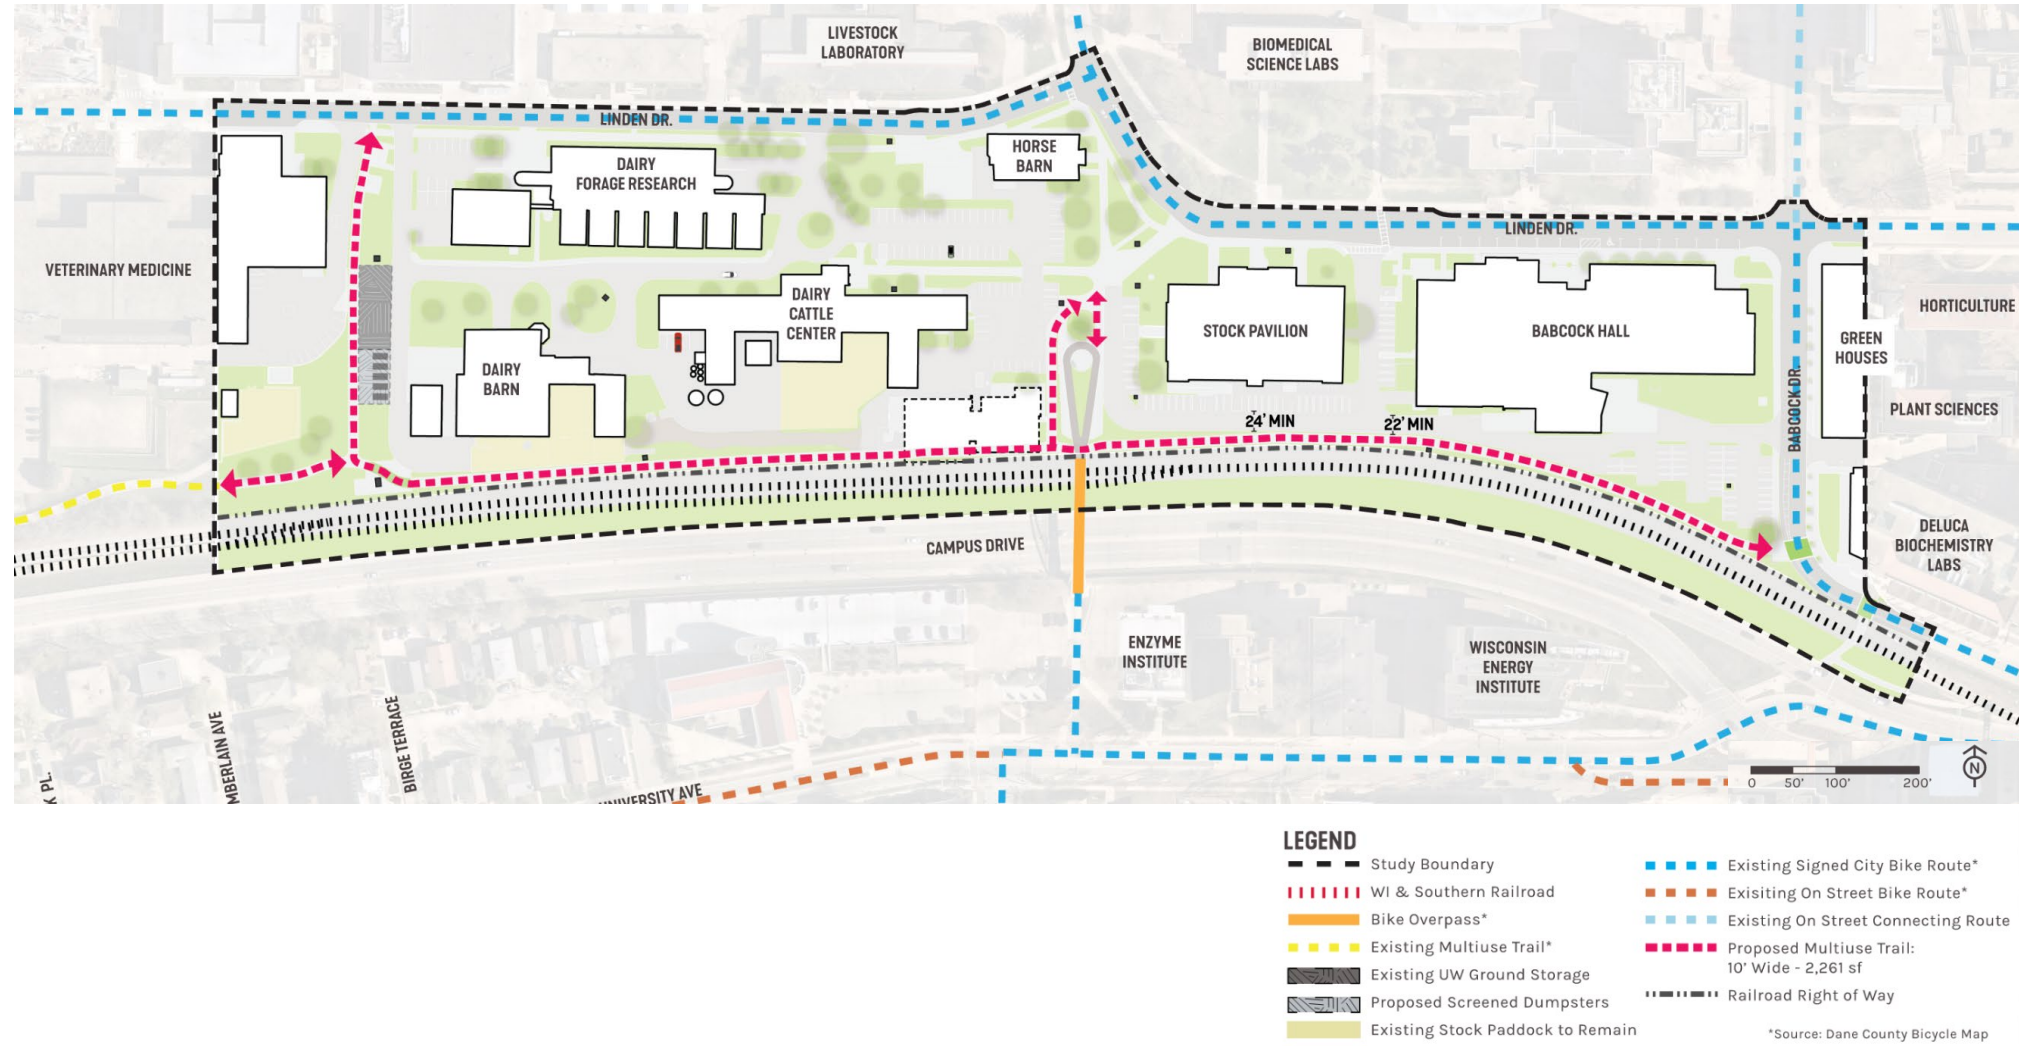 LIVESTOCK
LABORATORY
BIOMEDICAL
SCIENCE LABS
LINDEN DR.
HORSE
BARN
DAIRY
FORAGE RESEARCH
LINDEN DR.
VETERINARY MEDICINE
HORTICULTURE
DAIRY
CATTLE
CENTER
STOCK PAVILION
BABCOCK HALL
GREEN
HOUSES
DAIRY
BARN
BABCOCK DR.
PLANT SCIENCES
24' MIN
22' MIN
DELUCA
BIOCHEMISTRY
LABS
CAMPUS DRIVE
ENZYME
INSTITUTE
WISCONSIN
ENERGY
INSTITUTE
MBERLAIN AVE
BIRGE TERRACE
PL.
NIVERSITY AVE
N
0 50' 100' 200'
LEGEND
Study Boundary
WI & Southern Railroad
Bike Overpass*
Existing Multiuse Trail*
Existing UW Ground Storage
Proposed Screened Dumpsters
Existing Stock Paddock to Remain
Existing Signed City Bike Route*
Exisiting On Street Bike Route*
Existing On Street Connecting Route
Proposed Multiuse Trail:
10' Wide - 2,261 sf
Railroad Right of Way
*Source: Dane County Bicycle Map